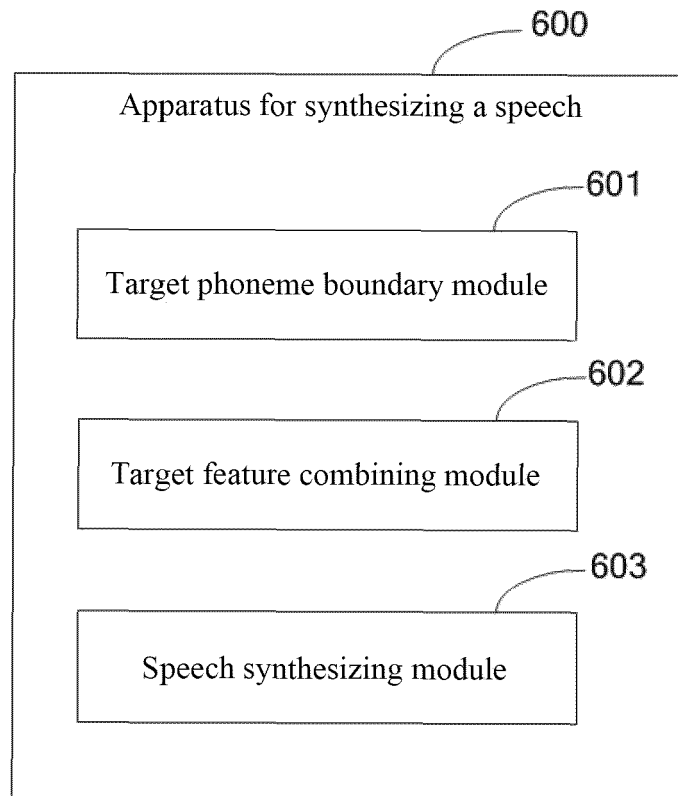 600
Apparatus for synthesizing a speech
601
Target phoneme boundary module
602
Target feature combining module
603
Speech synthesizing module